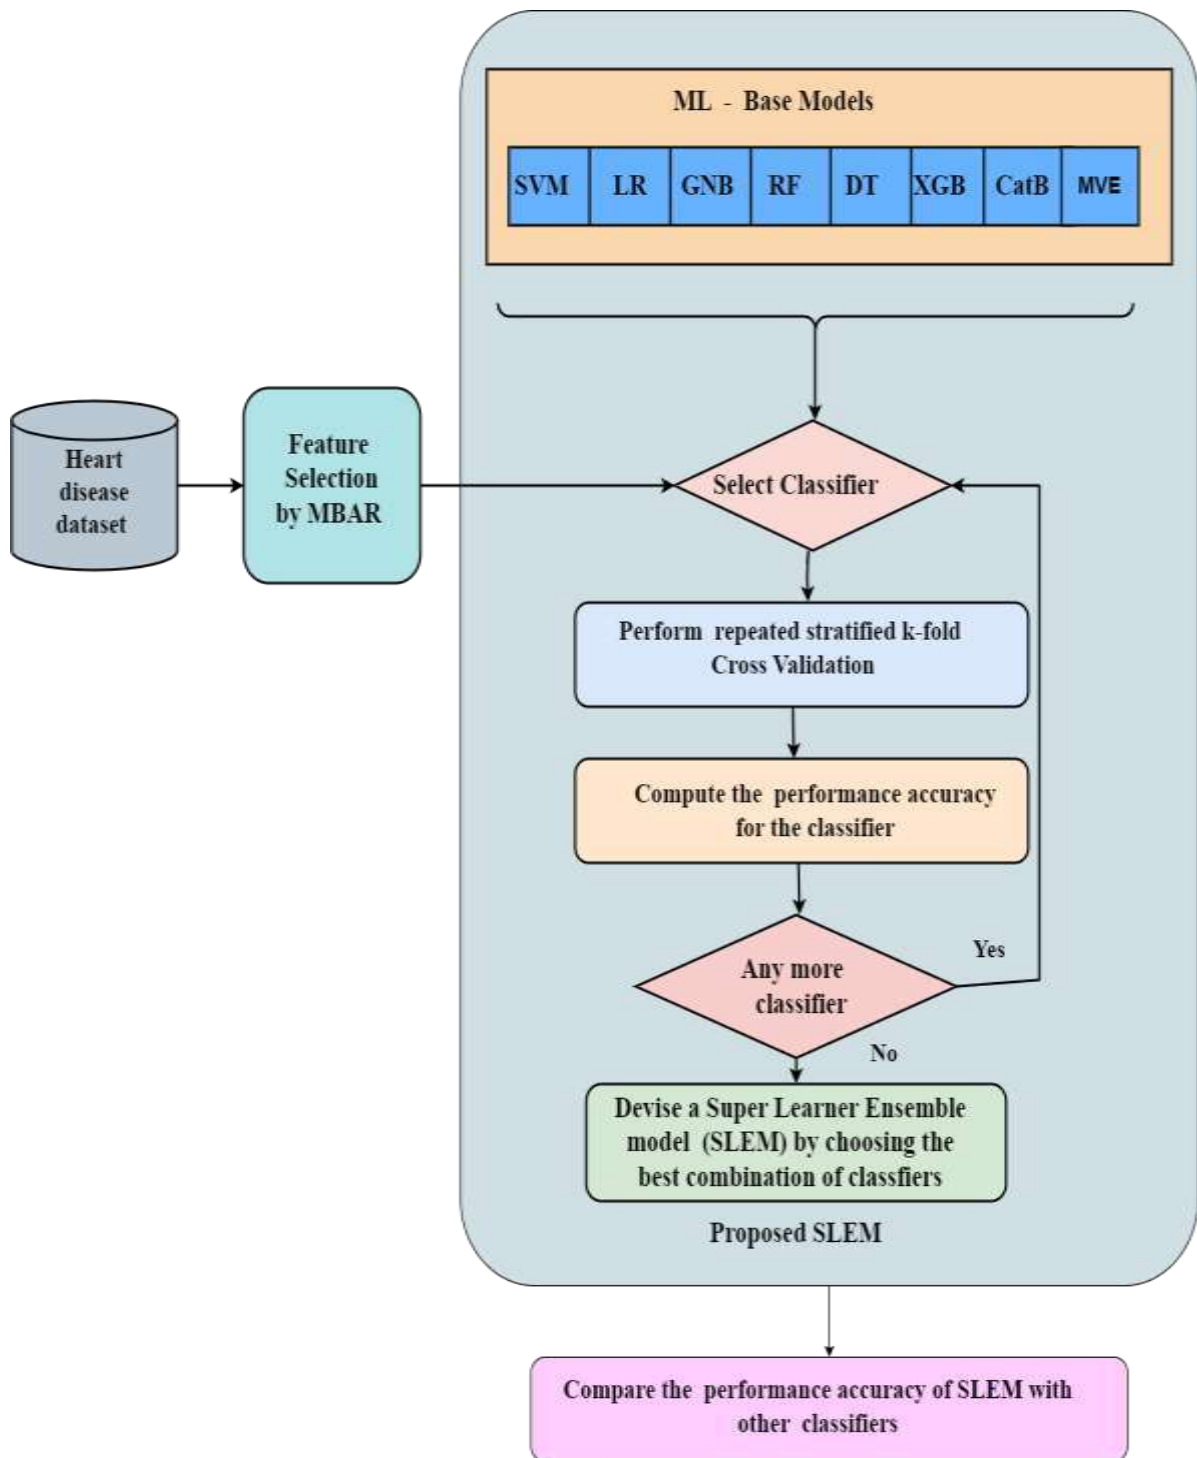 ML - Base Models
SVM LR GNB RF DT XGB CatB MVE
Heart
disease
dataset
Feature
Selection
by MBAR
Select Classifier
Perform repeated stratified k-fold
Cross Validation
Compute the performance accuracy
for the classifier
Any more
classifier
Yes
No
Devise a Super Learner Ensemble
model (SLEM) by choosing the
best combination of classfiers
Proposed SLEM
Compare the performance accuracy of SLEM with
other classifiers